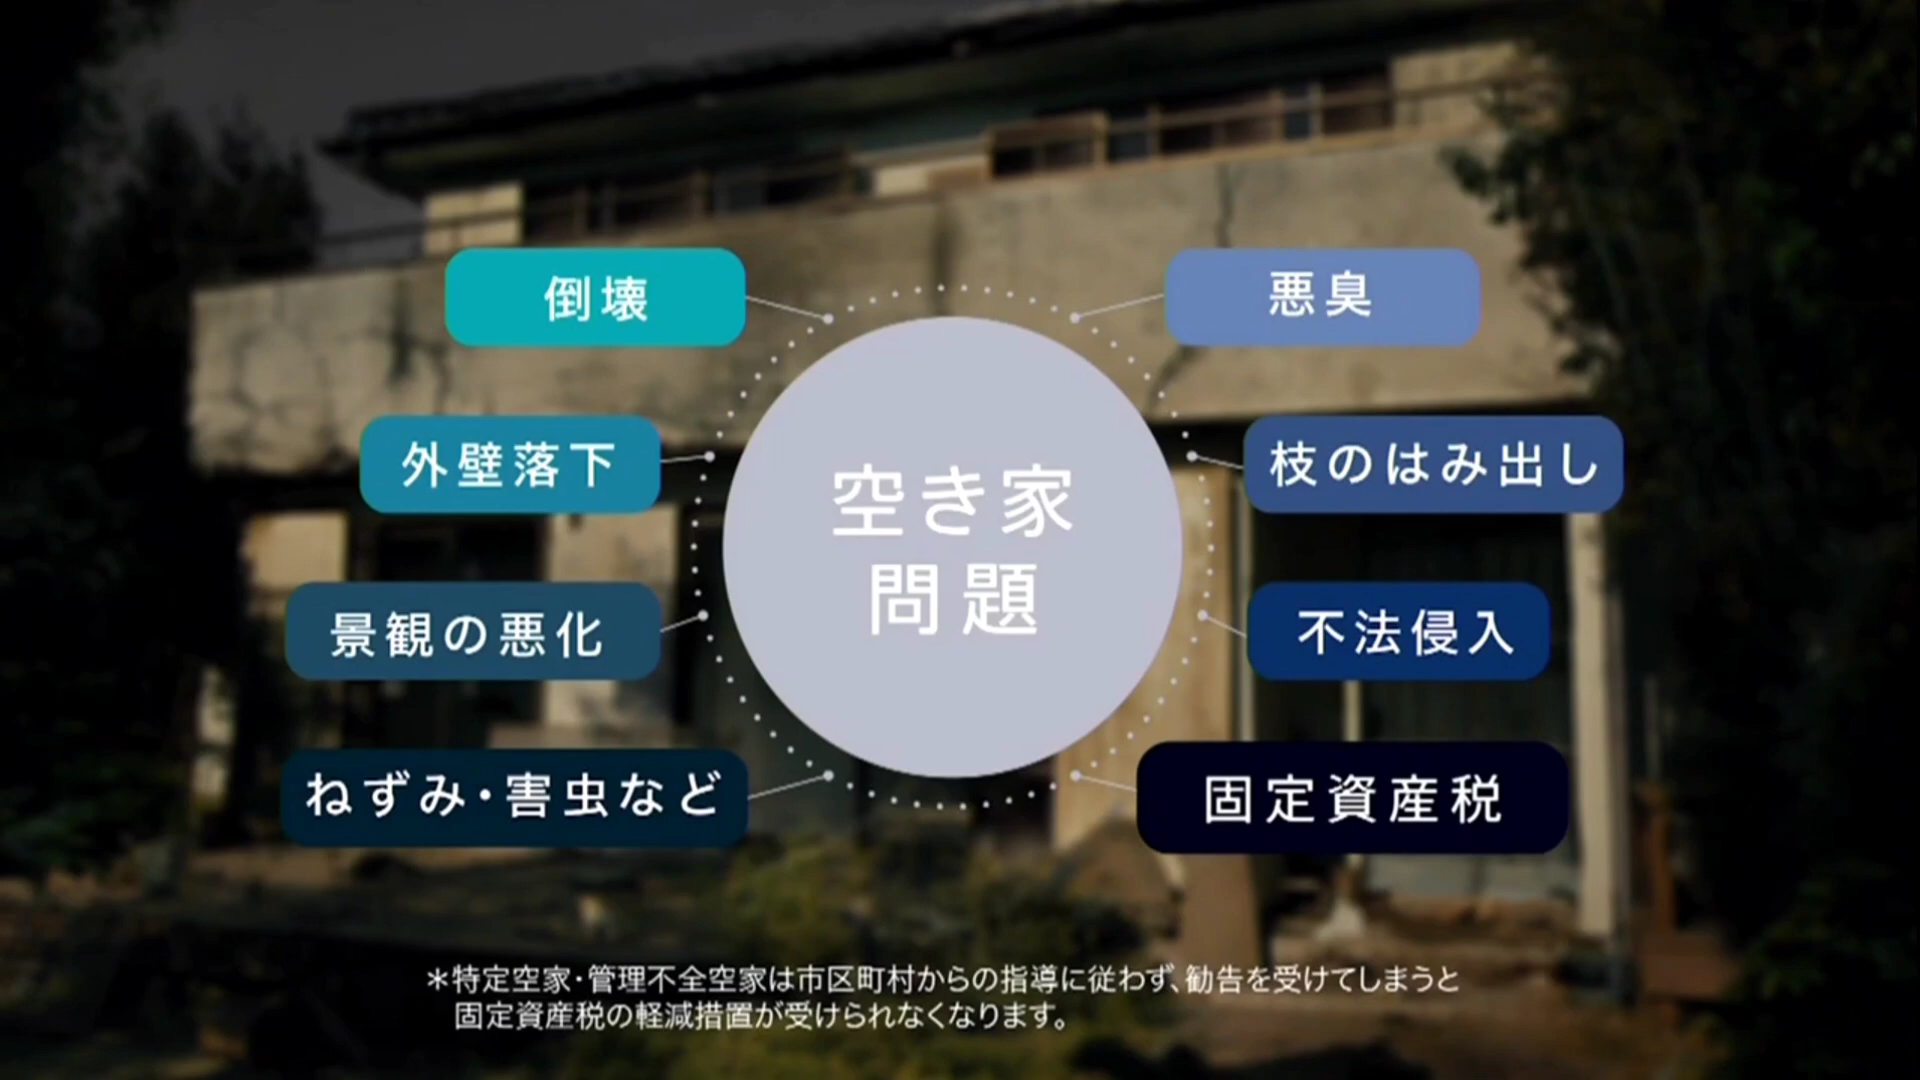 倒壊
悪臭
外壁落下
枝のはみ出し
空き家
問題
景観の悪化
不法侵入
ねずみ・害虫など
固定資産税
＊特定空家・管理不全空家は市区町村からの指導に従わず、勧告を受けてしまうと
固定資産税の軽減措置が受けられなくなります。